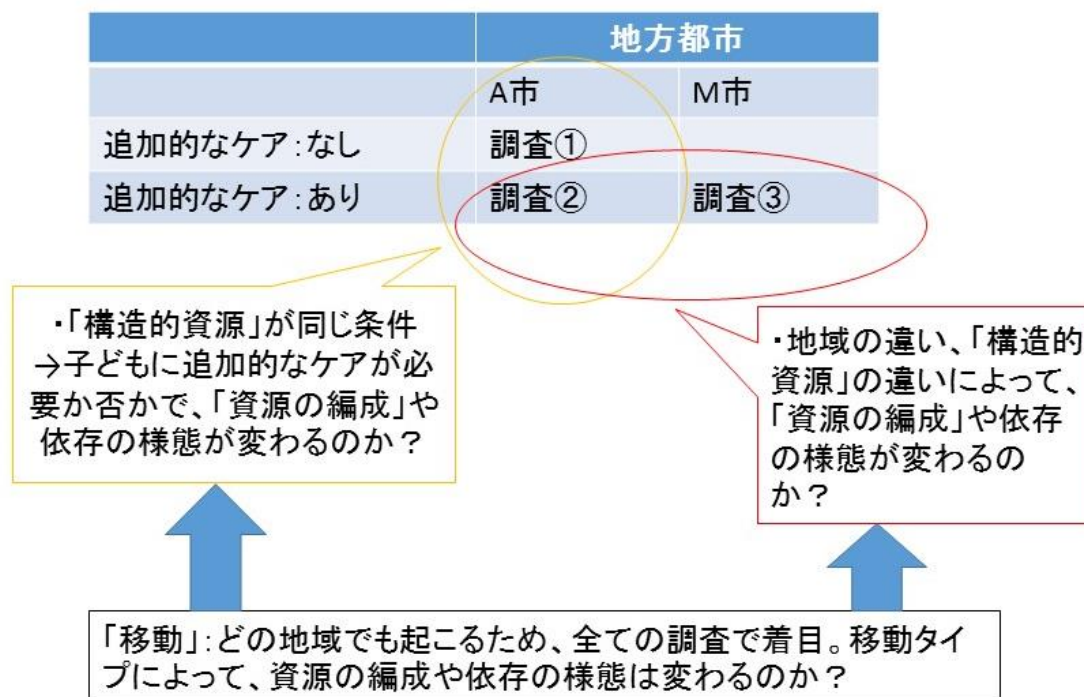 地方都市
A市 M市
追加的なケア：なし 調査①
追加的なケア：あり 調査② 調査③
・「構造的資源」が同じ条件
→子どもに追加的なケアが必
要か否かで、「資源の編成」や
依存の様態が変わるのか？
・地域の違い、「構造的
資源」の違いによって、
「資源の編成」や依存
の様態が変わるの
か？
「移動」：どの地域でも起こるため、全ての調査で着目。移動タイ
プによって、資源の編成や依存の様態は変わるのか？